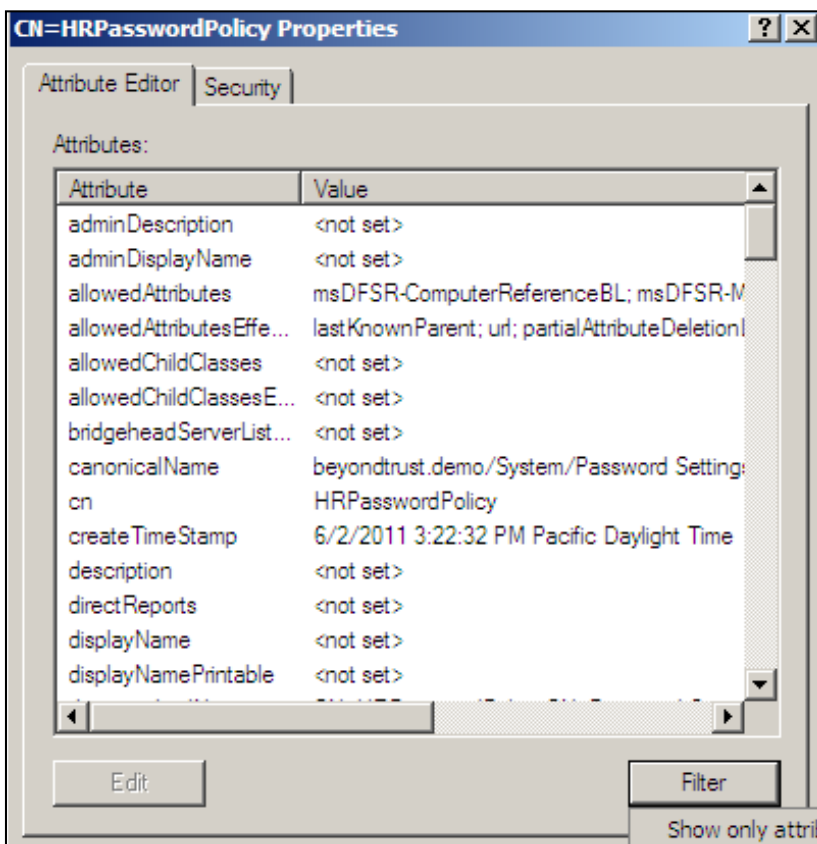 CN=HRPasswordPolicy Properties
Attribute Editor Security
Attributes:
Attribute Value
adminDescription <not set>
adminDisplayName <not set>
allowedAttributes msDFSR-ComputerReferenceBL; msDFSR-M
allowedAttributesEffe... lastKnownParent; url; partialAttributeDeletionL
allowedChildClasses <not set>
allowedChildClassesE... <not set>
bridgeheadServerList... <not set>
canonicalName beyondtrust.demo/System/Password Settings
cn HRPasswordPolicy
createTimeStamp 6/2/2011 3:22:32 PM Pacific Daylight Time
description <not set>
directReports <not set>
displayName <not set>
displayNamePrintable <not set>
Edit Filter
Show only attrib